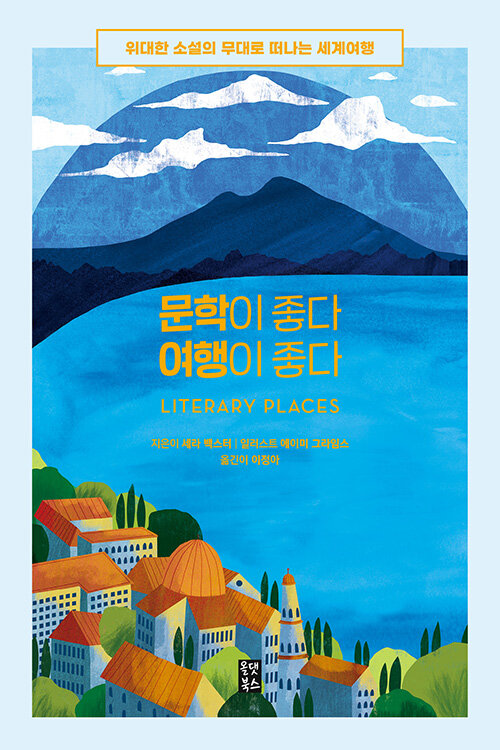 위대한 소설의 무대로 떠나는 세계여행
문학이 좋다
여행이 좋다
LITERARY PLACES
지은이 세라 백스터 | 일러스트 에이미 그라임스
옮긴이 이정아
올댓
북스